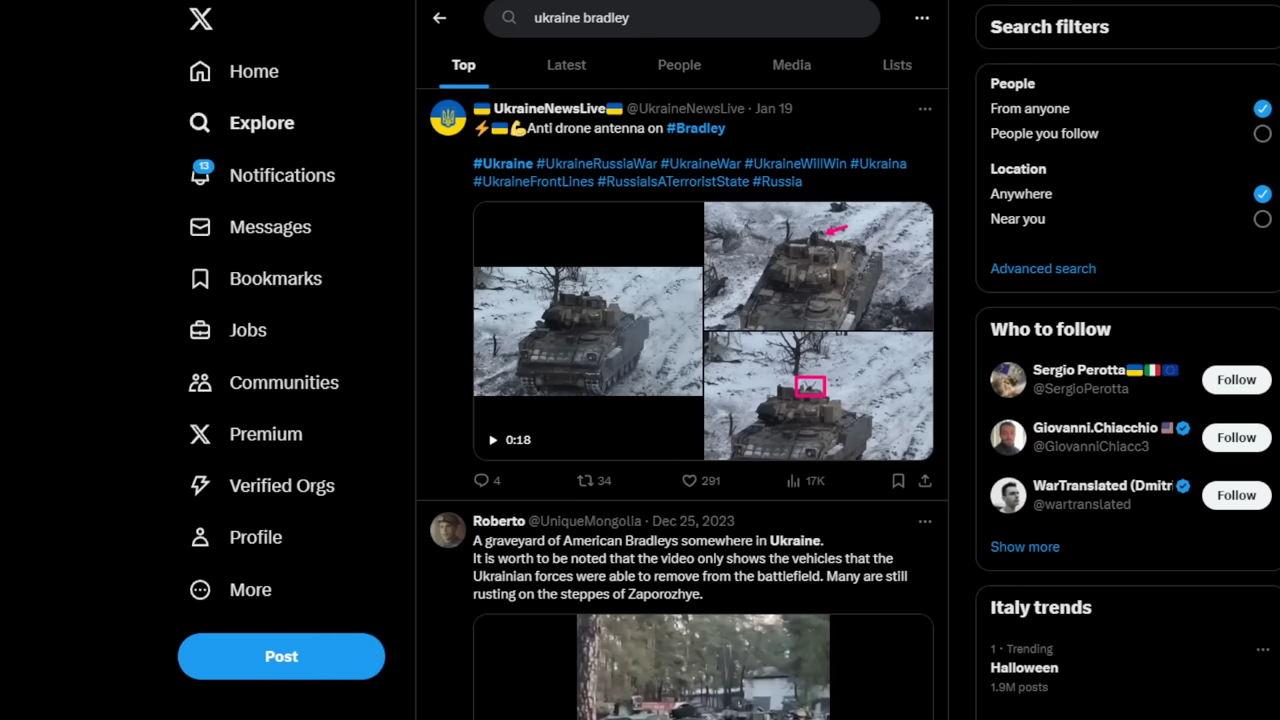 ukraine bradley
Home
Explore
13
Notifications
Messages
Bookmarks
Jobs
Communities
Premium
Verified Orgs
Profile
More
Post
Top
Latest
People
Media
Lists
UkraineNewsLive @UkraineNewsLive · Jan 19
⚡🇺🇦💪Anti drone antenna on #Bradley
#Ukraine #UkraineRussiaWar #UkraineWar #UkraineWillWin #Ukraina
#UkraineFrontLines #RussiaIsATerroristState #Russia
0:18
4
34
291
17K
Roberto @UniqueMongolia · Dec 25, 2023
A graveyard of American Bradleys somewhere in Ukraine.
It is worth to be noted that the video only shows the vehicles that the
Ukrainian forces were able to remove from the battlefield. Many are still
rusting on the steppes of Zaporozhye.
Search filters
People
From anyone
People you follow
Location
Anywhere
Near you
Advanced search
Who to follow
Sergio Perotta
@SergioPerotta
Follow
Giovanni.Chiacchio
@GiovanniChiacc3
Follow
WarTranslated (Dmitri
@wartranslated
Follow
Show more
Italy trends
1 · Trending
Halloween
1.9M posts